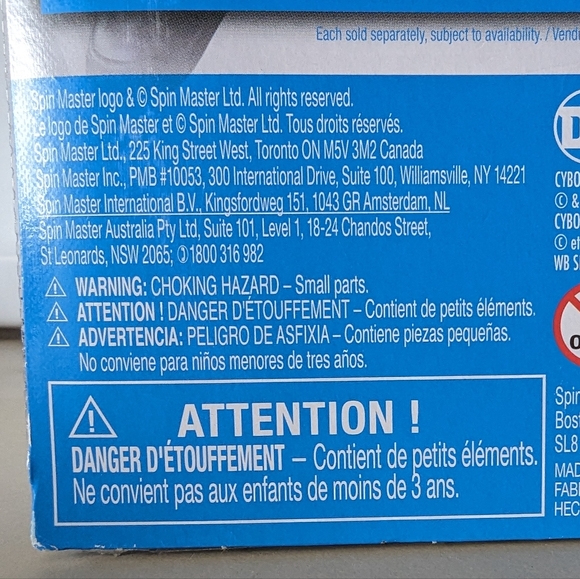 Each sold separately, subject to availability. /
Spin Master logo & © Spin Master Ltd. All rights reserved.
Le logo de Spin Master et © Spin Master Ltd. Tous droits réservés.
Spin Master Ltd., 225 King Street West, Toronto ON M5V 3M2 Canada
Spin Master Inc., PMB #10053, 300 International Drive, Suite 100, Williamsville, NY 14221
Spin Master International B.V., Kingsfordweg 151, 1043 GR Amsterdam, NL
Spin Master Australia Pty Ltd, Suite 101, Level 1, 18-24 Chandos Street,
St Leonards, NSW 2065; ✆1800 316 982
⚠ WARNING: CHOKING HAZARD – Small parts.
⚠ ATTENTION ! DANGER D'ÉTOUFFEMENT – Contient de petits éléments.
⚠ ADVERTENCIA: PELIGRO DE ASFIXIA – Contiene piezas pequeñas.
No conviene para niños menores de tres años.
⚠ ATTENTION !
DANGER D'ÉTOUFFEMENT – Contient de petits éléments.
Ne convient pas aux enfants de moins de 3 ans.
CYBO
© &
CYBO
© et
WB S
Spin
Bost
SL8
MAD
FABI
HEC